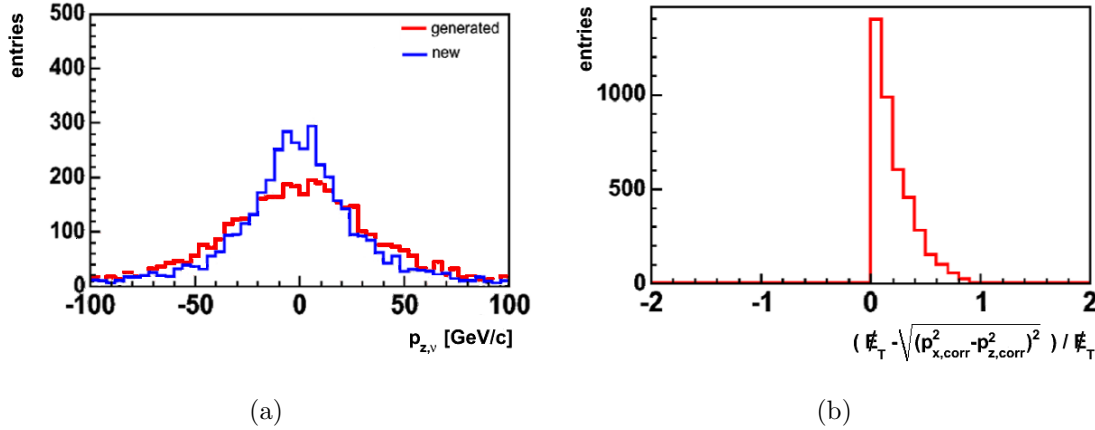 entries
500
400
300
200
100
0
generated
new
-100 -50 0 50 100
p_{z,ν} [GeV/c]
(a)
entries
1000
500
0
-2 -1 0 1 2
( E̸_T -√(p²_{x,corr}-p²_{z,corr})² ) / E̸_T
(b)